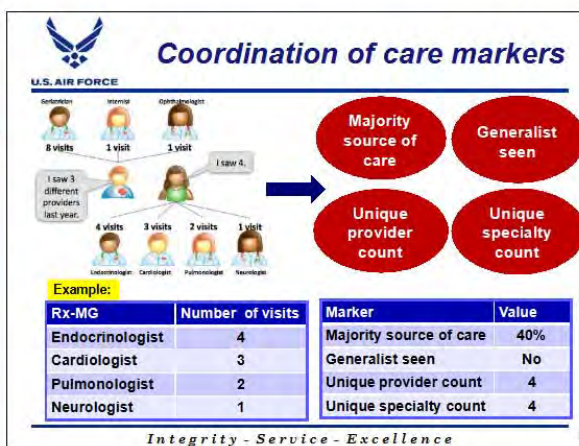 Coordination of care markers
U.S. AIR FORCE
Geriatrician Internist Ophthalmologist
8 visits 1 visit 1 visit
I saw 3
different
providers
last year.
I saw 4.
4 visits 3 visits 2 visits 1 visit
Endocrinologist Cardiologist Pulmonologist Neurologist
Majority
source of
care
Generalist
seen
Unique
provider
count
Unique
specialty
count
Example:
Rx-MG Number of visits
Endocrinologist 4
Cardiologist 3
Pulmonologist 2
Neurologist 1
Marker Value
Majority source of care 40%
Generalist seen No
Unique provider count 4
Unique specialty count 4
Integrity - Service - Excellence